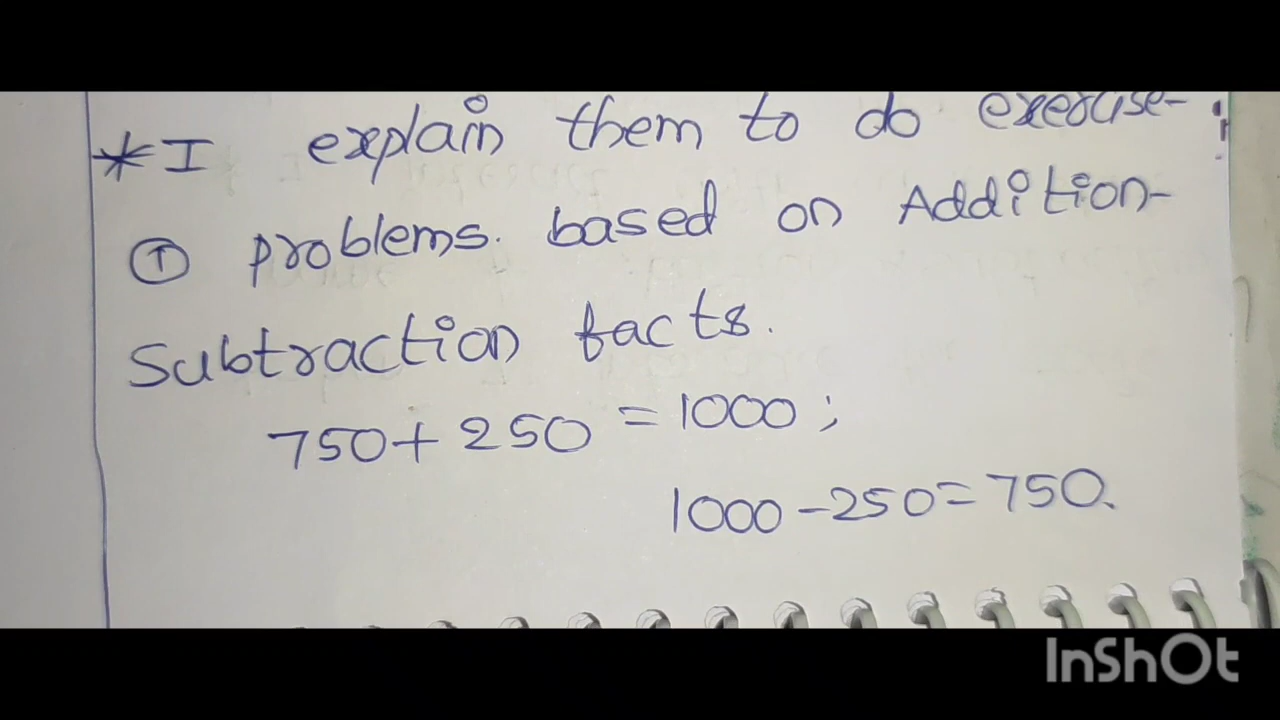 *I explain them to do exercise-
① problems. based on Addition-
Subtraction facts.
750+250=1000;
1000-250=750.
InShOt